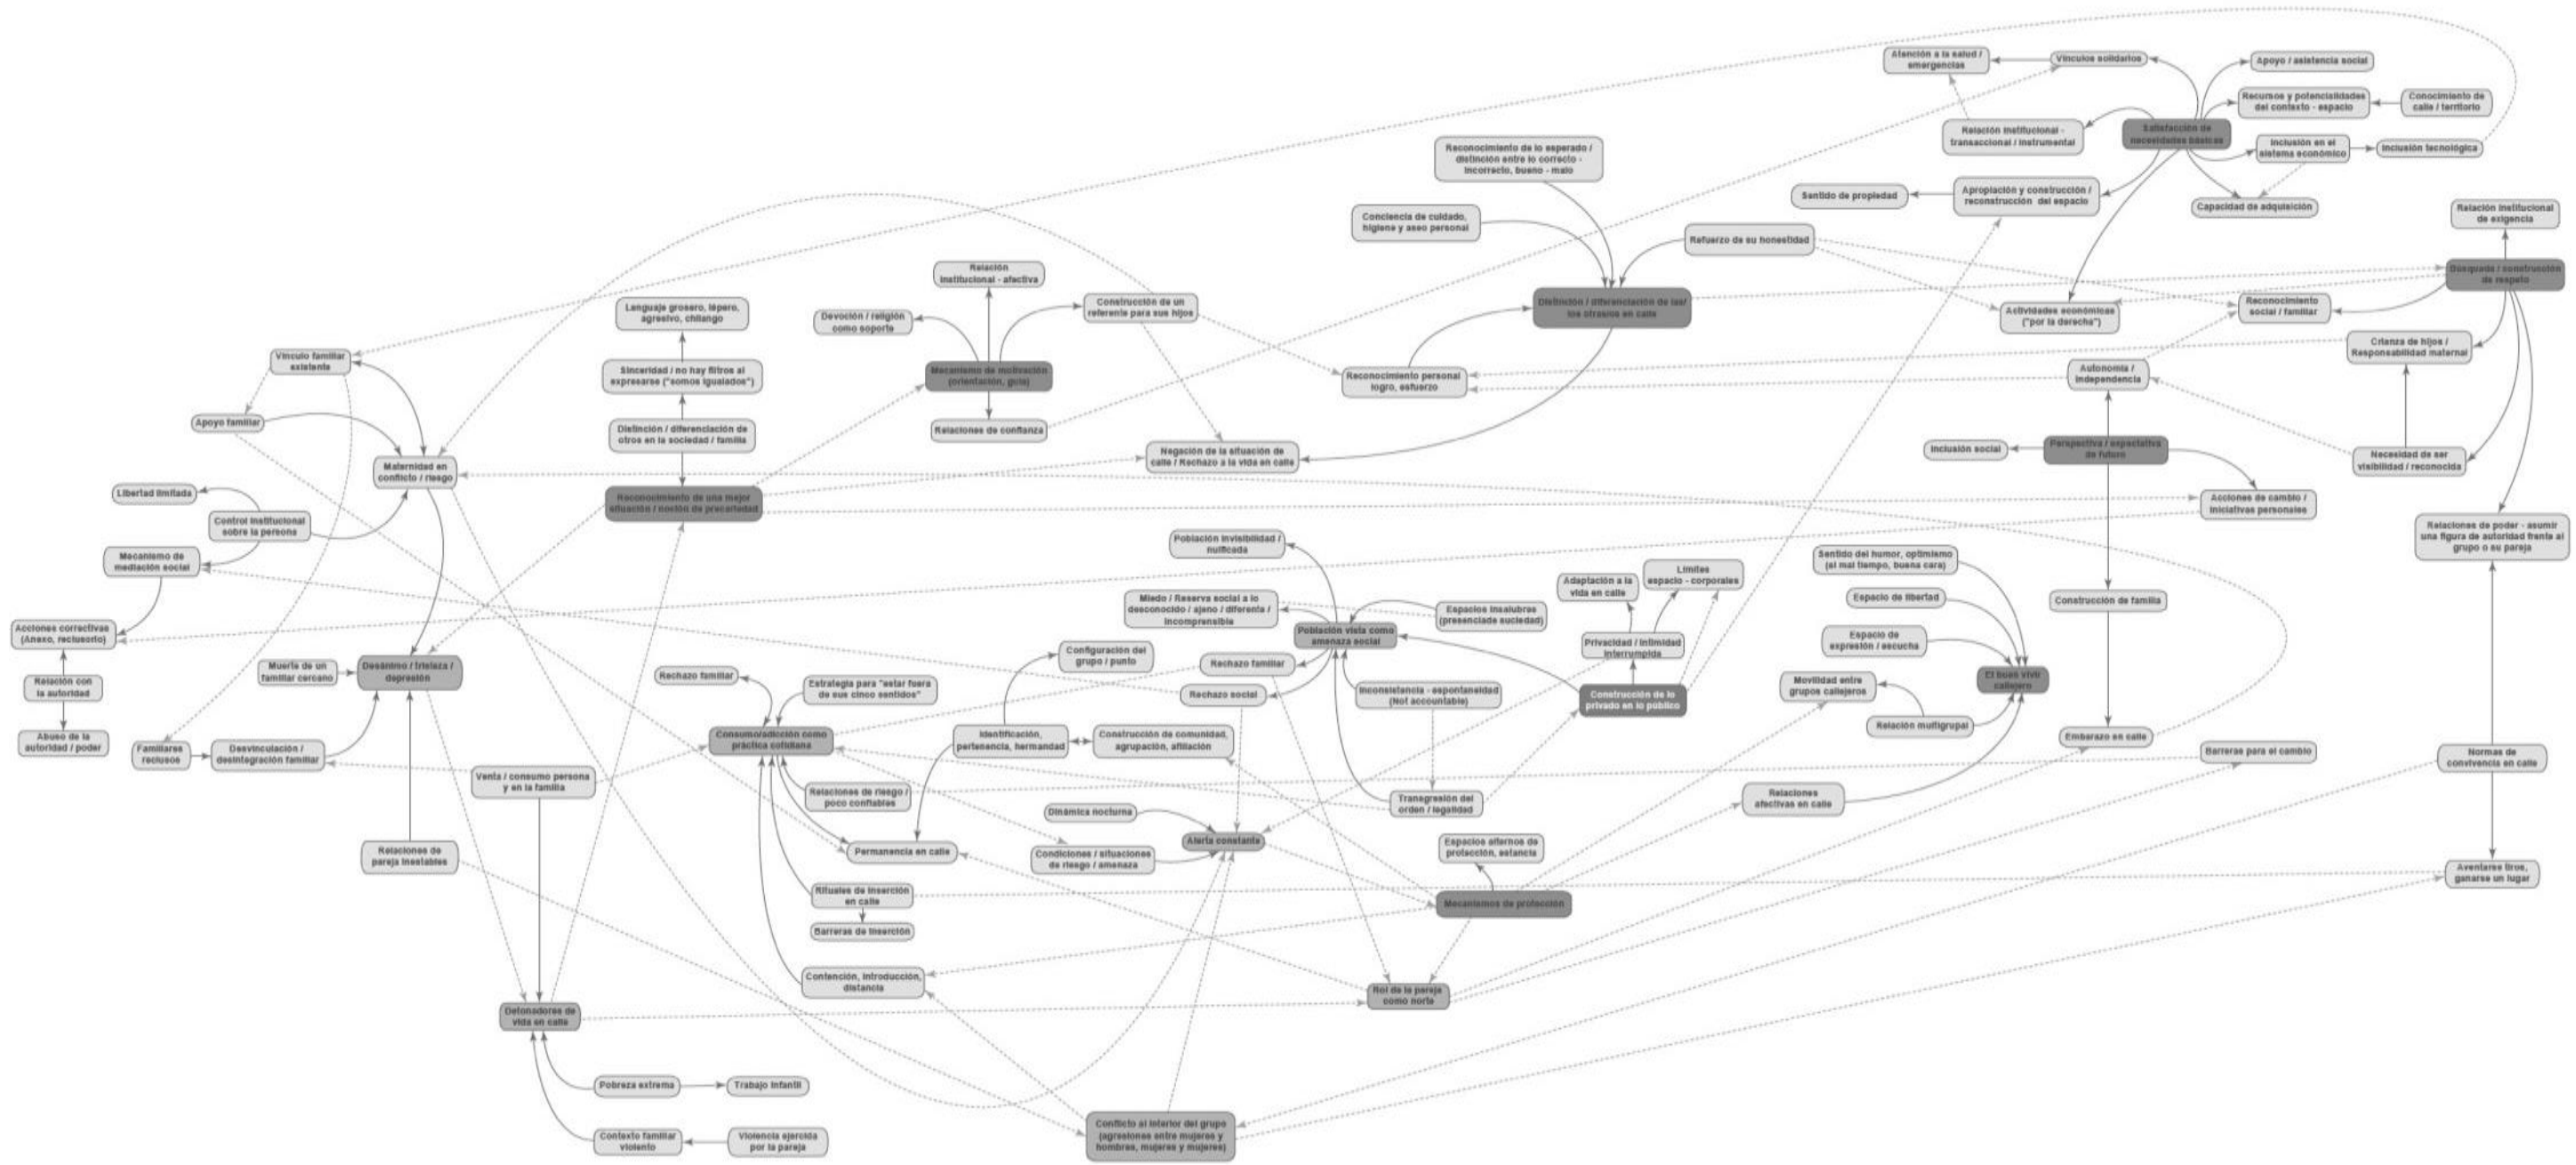 Atención a la salud /
emergencias
Vínculos solidarios
Apoyo / asistencia social
Recursos y potencialidades
del contexto - espacio
Conocimiento de
calle / territorio
Relación institucional -
transaccional / instrumental
Satisfacción de
necesidades básicas
Inclusión en el
sistema económico
Inclusión tecnológica
Reconocimiento de lo esperado /
distinción entre lo correcto -
incorrecto, bueno - malo
Sentido de propiedad
Apropiación y construcción /
reconstrucción del espacio
Capacidad de adquisición
Relación institucional
de exigencia
Conciencia de cuidado,
higiene y aseo personal
Refuerzo de su honestidad
Búsqueda / construcción
de respeto
Relación
institucional - afectiva
Lenguaje grosero, lépero,
agresivo, chilango
Devoción / religión
como soporte
Construcción de un
referente para sus hijos
Distinción / diferenciación de las/
los otras/os en calle
Actividades económicas
("por la derecha")
Reconocimiento
social / familiar
Vínculo familiar
existente
Sinceridad / no hay filtros al
expresarse ("somos igualados")
Mecanismo de motivación
(orientación, guía)
Reconocimiento personal
logro, esfuerzo
Autonomía /
independencia
Crianza de hijos /
Responsabilidad maternal
Apoyo familiar
Distinción / diferenciación de
otros en la sociedad / familia
Relaciones de confianza
Negación de la situación de
calle / Rechazo a la vida en calle
Inclusión social
Perspectiva / expectativa
de futuro
Necesidad de ser
visibilidad / reconocida
Maternidad en
conflicto / riesgo
Libertad limitada
Control institucional
sobre la persona
Reconocimiento de una mejor
situación / noción de precariedad
Acciones de cambio /
iniciativas personales
Mecanismo de
mediación social
Población invisibilidad /
nulificada
Sentido del humor, optimismo
(al mal tiempo, buena cara)
Relaciones de poder - asumir
una figura de autoridad frente al
grupo o su pareja
Adaptación a la
vida en calle
Límites
espacio - corporales
Miedo / Reserva social a lo
desconocido / ajeno / diferente /
incomprensible
Espacios insalubres
(presenciade suciedad)
Espacio de libertad
Construcción de familia
Acciones correctivas
(Anexo, reclusorio)
Población vista como
amenaza social
Privacidad / intimidad
interrumpida
Espacio de
expresión / escucha
Muerte de un
familiar cercano
Desánimo / tristeza /
depresión
Configuración del
grupo / punto
Rechazo familiar
El buen vivir
callejero
Relación con
la autoridad
Rechazo familiar
Estrategia para "estar fuera
de sus cinco sentidos"
Rechazo social
Inconsistencia - espontaneidad
(Not accountable)
Construcción de lo
privado en lo público
Movilidad entre
grupos callejeros
Relación multigrupal
Abuso de la
autoridad / poder
Familiares
reclusos
Desvinculación /
desintegración familiar
Consumo/adicción como
práctica cotidiana
Identificación,
pertenencia, hermandad
Construcción de comunidad,
agrupación, afiliación
Embarazo en calle
Barreras para el cambio
Normas de
convivencia en calle
Venta / consumo persona
y en la familia
Relaciones de riesgo /
poco confiables
Transgresión del
orden / legalidad
Relaciones
afectivas en calle
Dinámica nocturna
Alerta constante
Relaciones de
pareja inestables
Permanencia en calle
Condiciones / situaciones
de riesgo / amenaza
Espacios alternos de
protección, estancia
Aventarse tiros,
ganarse un lugar
Rituales de inserción
en calle
Mecanismos de protección
Barreras de inserción
Contención, introducción,
distancia
Rol de la pareja
como norte
Detonadores de
vida en calle
Pobreza extrema
Trabajo infantil
Conflicto al interior del grupo
(agresiones entre mujeres y
hombres, mujeres y mujeres)
Contexto familiar
violento
Violencia ejercida
por la pareja